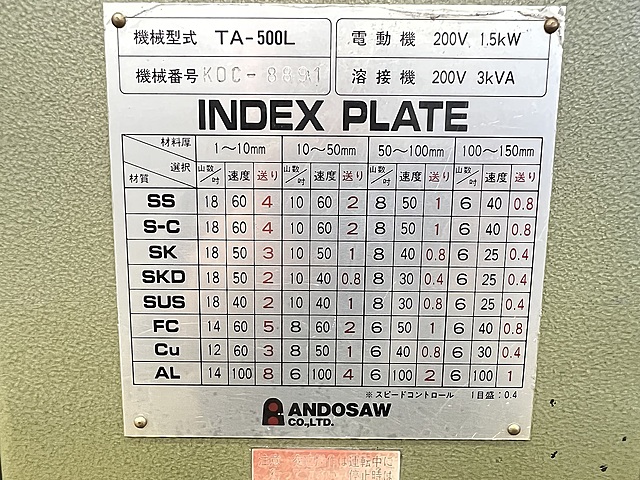 機械型式 TA-500L
機械番号 KOC-8891
電動機 200V 1.5kW
溶接機 200V 3kVA
INDEX PLATE
材料厚 選択 材質 1〜10mm 10〜50mm 50〜100mm 100〜150mm
山数/吋 速度 送り 山数/吋 速度 送り 山数/吋 速度 送り 山数/吋 速度 送り
SS 18 60 4 10 60 2 8 50 1 6 40 0.8
S-C 18 60 4 10 60 2 8 50 1 6 40 0.8
SK 18 50 3 10 50 1 8 40 0.8 6 25 0.4
SKD 18 50 2 10 40 0.8 8 30 0.8 6 25 0.4
SUS 18 40 2 10 40 1 8 30 0.8 6 25 0.4
FC 14 60 5 8 60 2 6 50 1 6 40 0.8
Cu 12 60 3 8 50 1 6 40 0.8 6 30 0.4
AL 14 100 8 6 100 4 6 100 2 6 100 1
※スピードコントロール 1目盛:0.4
ANDOSAW
CO.,LTD.
は運転中に
停止時は